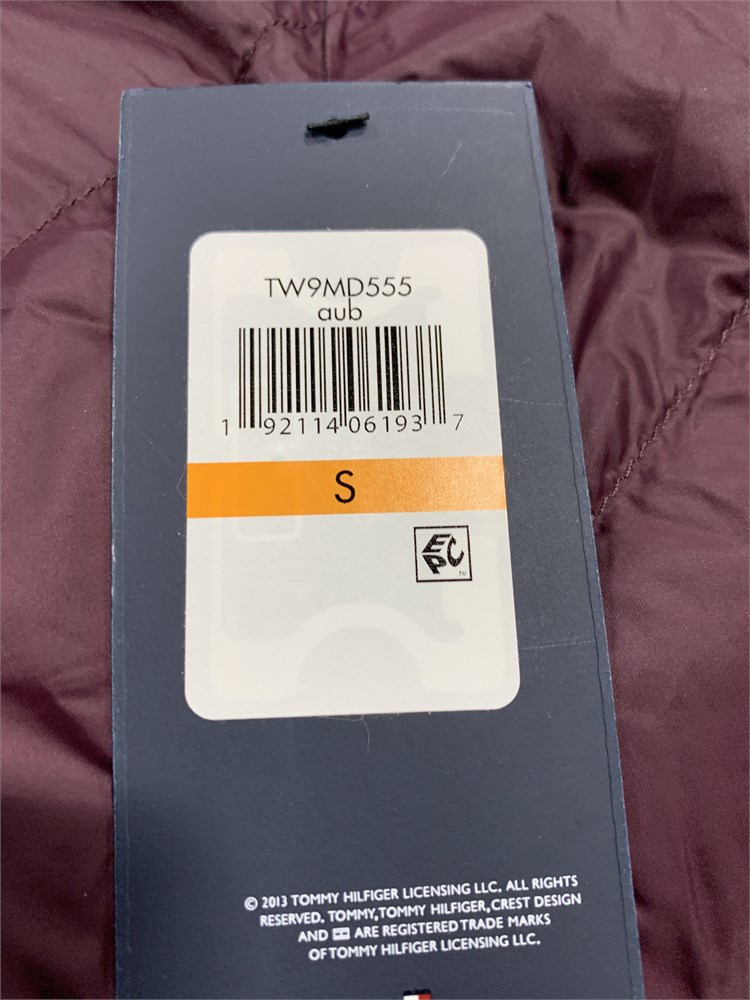 TW9MD555
aub
1 92114 06193 7
S
EPC
TM
© 2013 TOMMY HILFIGER LICENSING LLC. ALL RIGHTS
RESERVED. TOMMY,TOMMY HILFIGER,CREST DESIGN
AND ARE REGISTERED TRADE MARKS
OF TOMMY HILFIGER LICENSING LLC.